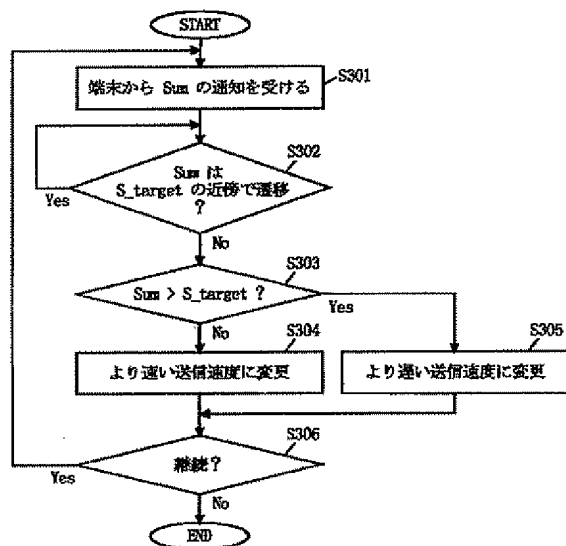 START
端末から Sum の通知を受ける
S301
S302
Sum は
S_target の近傍で遷移
?
Yes
No
S303
Sum > S_target ?
Yes
No
S304
より速い送信速度に変更
S305
より遅い送信速度に変更
S306
継続?
Yes
No
END